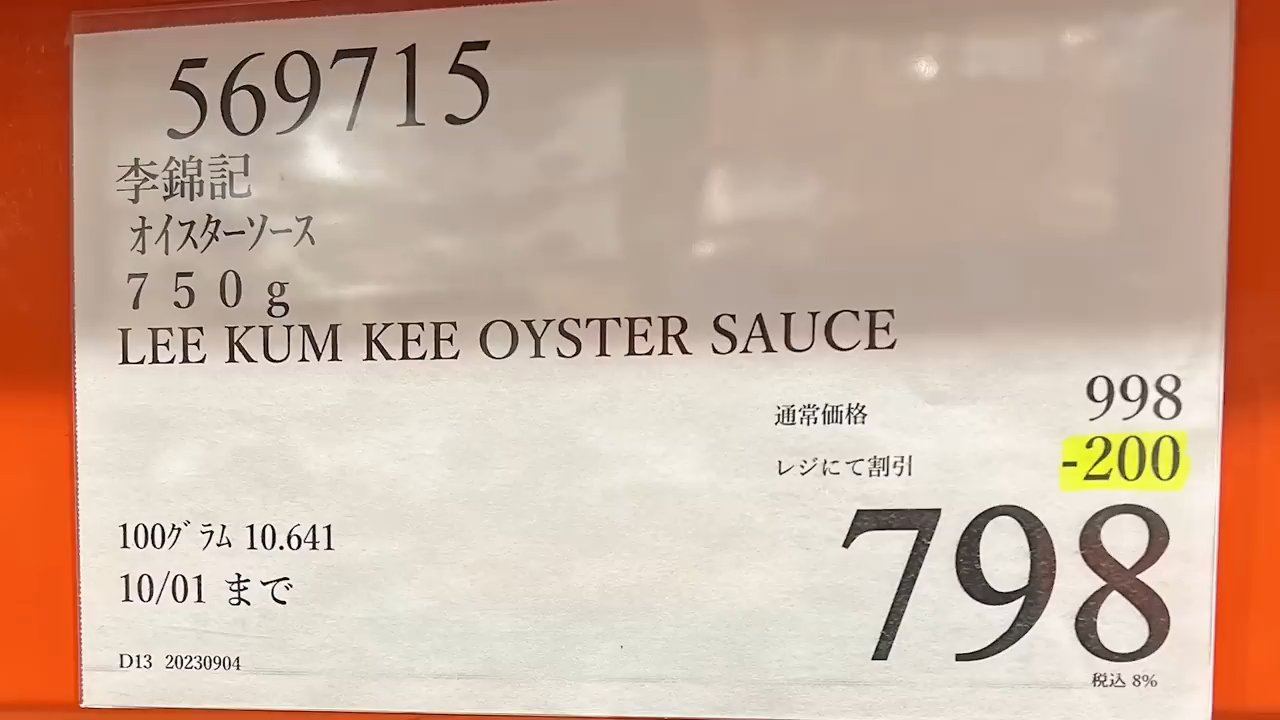 569715
李錦記
ｵｲｽﾀｰｿｰｽ
７５０ｇ
LEE KUM KEE OYSTER SAUCE
通常価格 998
レジにて割引 -200
798
税込 8%
100ｸﾞﾗﾑ 10.641
10/01 まで
D13 20230904